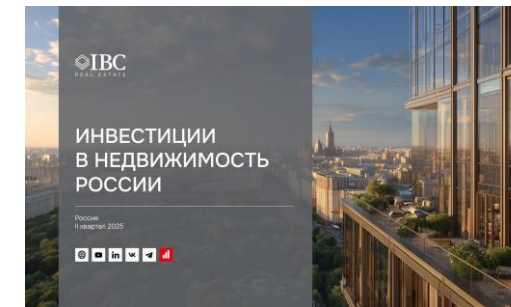 IBC
REAL ESTATE
ИНВЕСТИЦИИ
В НЕДВИЖИМОСТЬ
РОССИИ
Россия
II квартал 2025